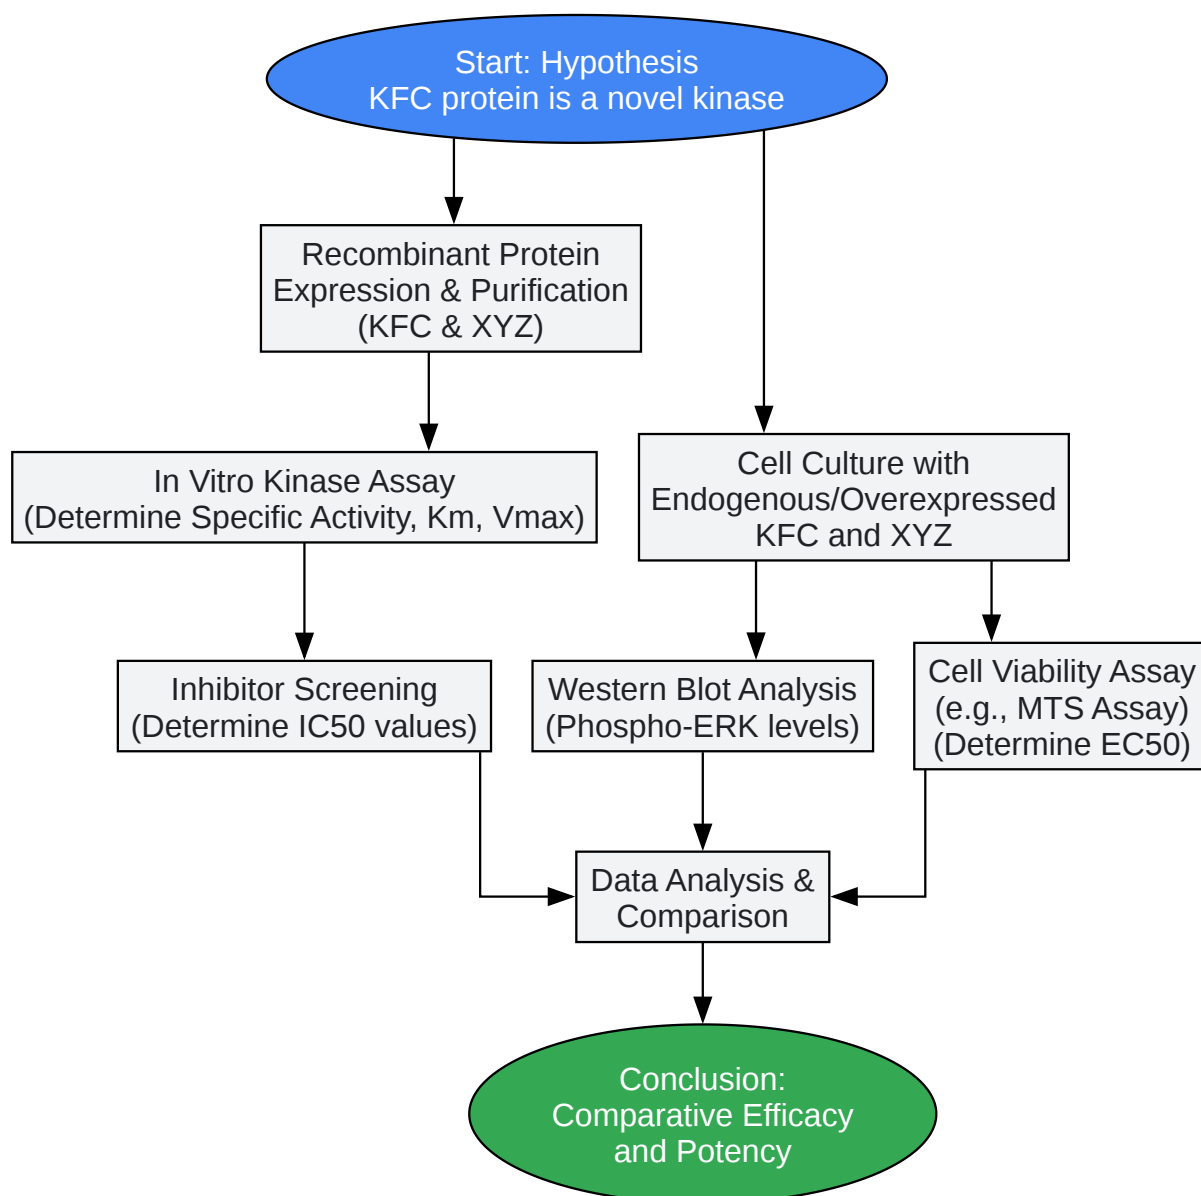 Start: Hypothesis
KFC protein is a novel kinase
Recombinant Protein
Expression & Purification
(KFC & XYZ)
In Vitro Kinase Assay
(Determine Specific Activity, Km, Vmax)
Cell Culture with
Endogenous/Overexpressed
KFC and XYZ
Inhibitor Screening
(Determine IC50 values)
Western Blot Analysis
(Phospho-ERK levels)
Cell Viability Assay
(e.g., MTS Assay)
(Determine EC50)
Data Analysis &
Comparison
Conclusion:
Comparative Efficacy
and Potency